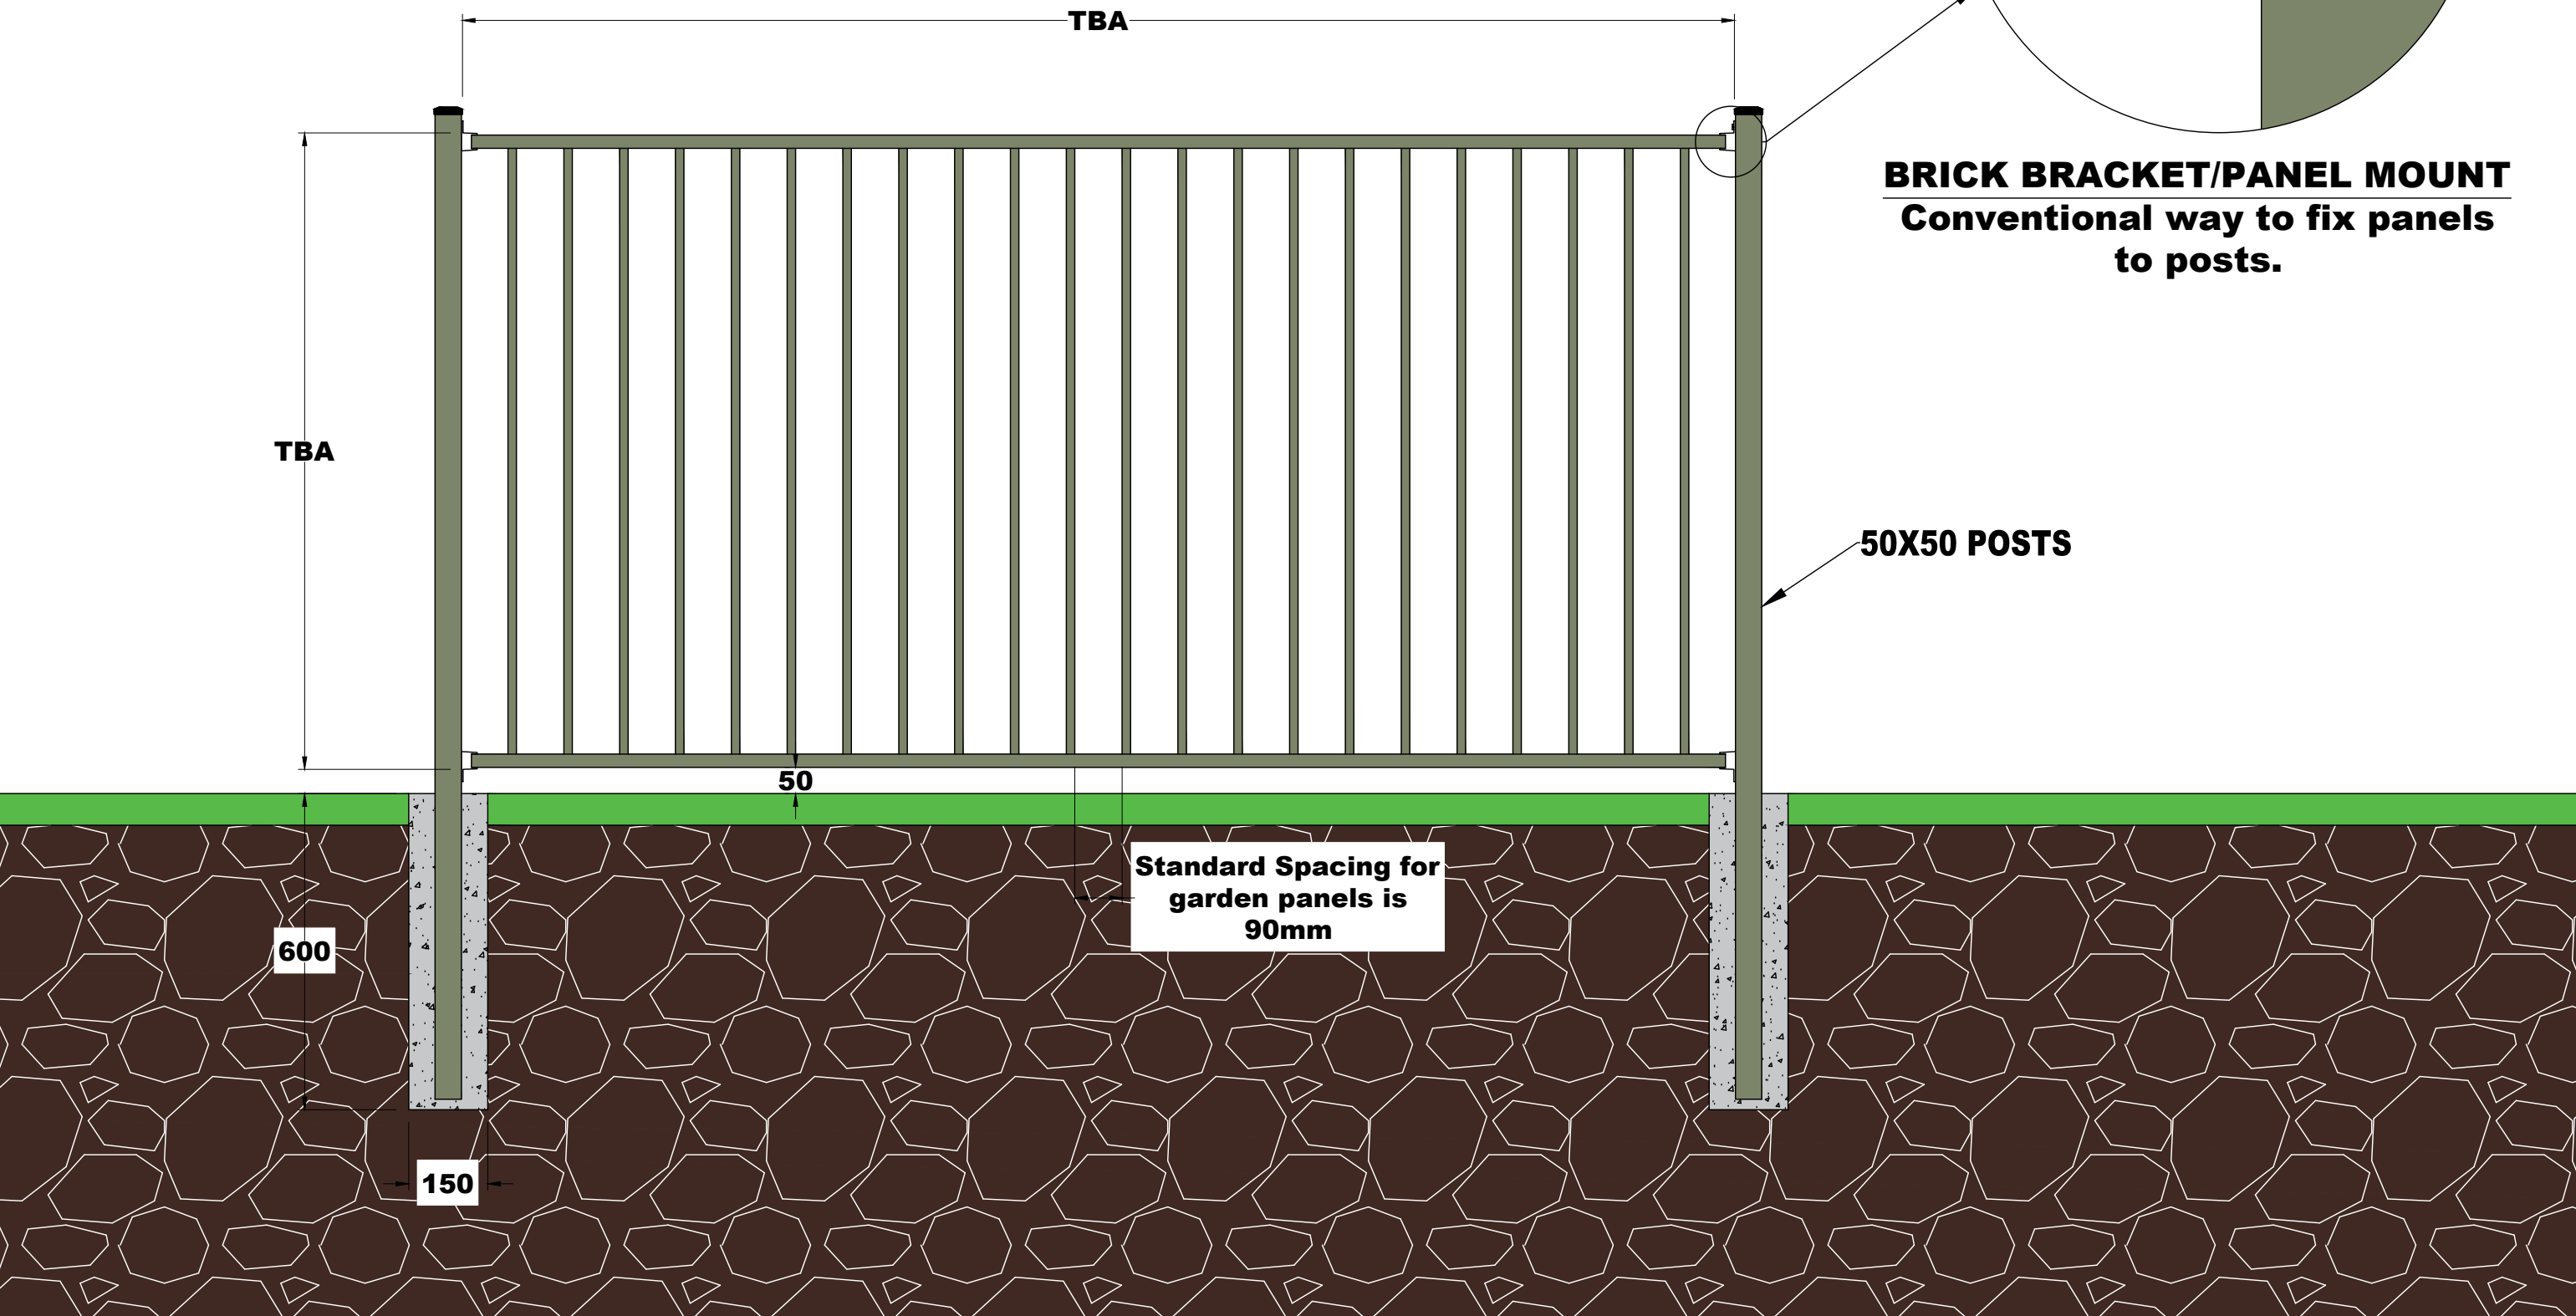 TBA
BRICK BRACKET/PANEL MOUNT
Conventional way to fix panels
to posts.
TBA
50X50 POSTS
50
Standard Spacing for
garden panels is
90mm
600
150